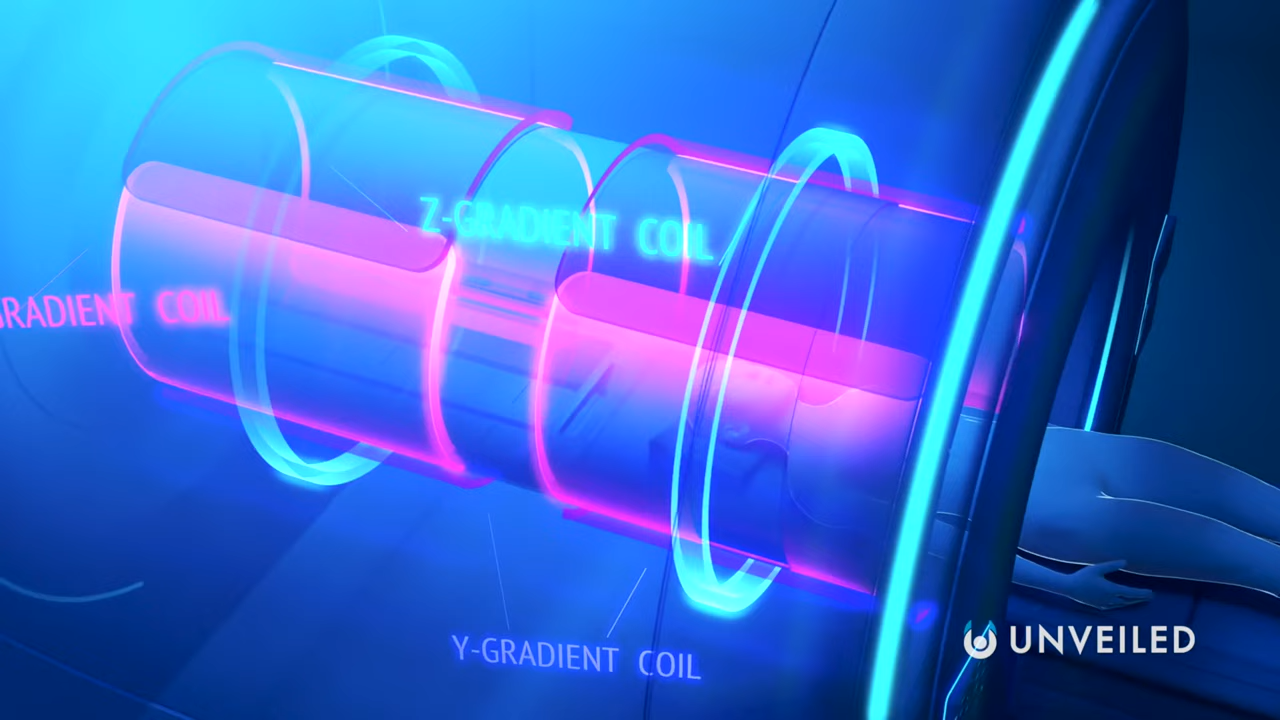 Z-GRADIENT COIL
GRADIENT COIL
Y-GRADIENT COIL
UNVEILED